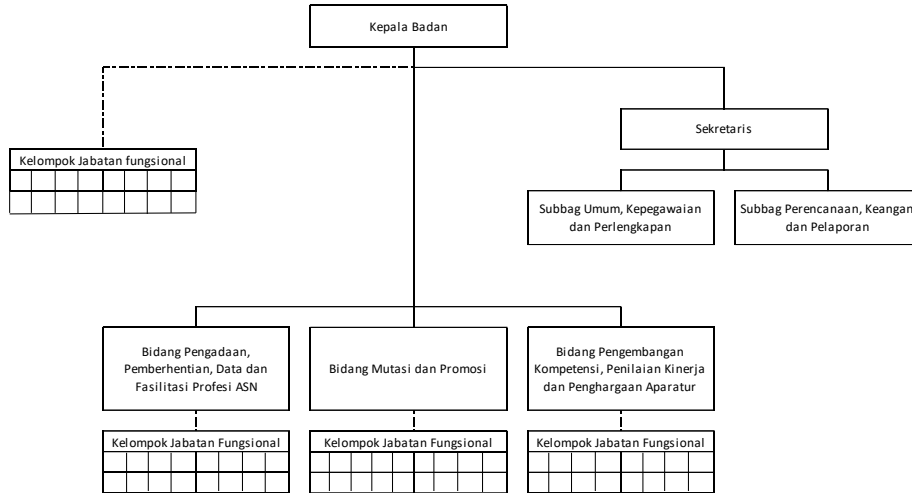 Kepala Badan
Sekretaris
Kelompok Jabatan fungsional
Subbag Umum, Kepegawaian
dan Perlengkapan
Subbag Perencanaan, Keangan
dan Pelaporan
Bidang Pengadaan,
Pemberhentian, Data dan
Fasilitasi Profesi ASN
Bidang Mutasi dan Promosi
Bidang Pengembangan
Kompetensi, Penilaian Kinerja
dan Penghargaan Aparatur
Kelompok Jabatan Fungsional
Kelompok Jabatan Fungsional
Kelompok Jabatan Fungsional